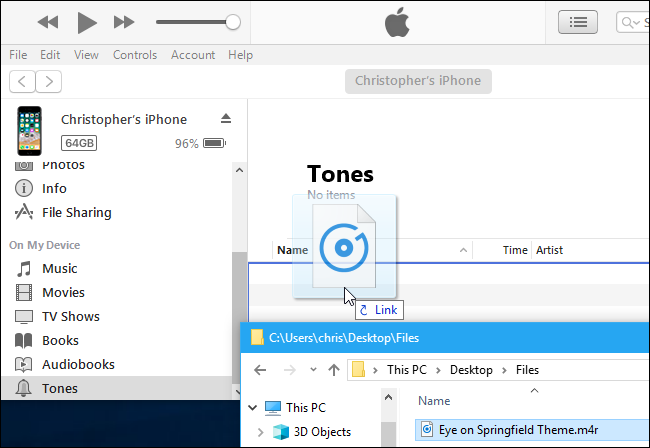 S
File Edit View Controls Account Help
Christopher's iPhone
Christopher's iPhone
64GB 96%
Photos
Info
File Sharing
On My Device
Music
Movies
TV Shows
Books
Audiobooks
Tones
Tones
No items
Name Time Artist
Link
C:\Users\chris\Desktop\Files
This PC Desktop Files
This PC
3D Objects
Name
Eye on Springfield Theme.m4r